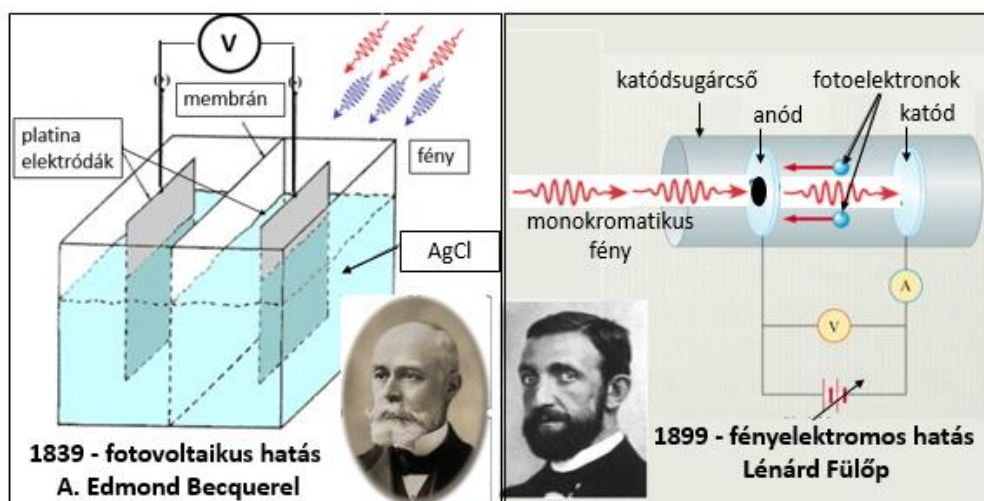 V
(-)
(-)
membrán
platina
elektródák
fény
AgCl
1839 - fotovoltaikus hatás
A. Edmond Becquerel
katódsugárcső
fotoelektronok
anód
katód
monokromatikus
fény
A
V
1899 - fényelektromos hatás
Lénárd Fülőp